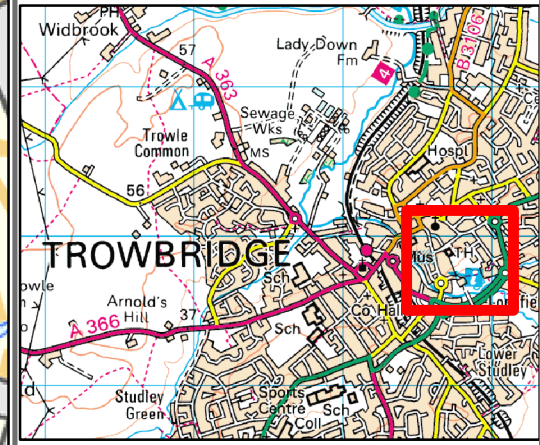 PH
Widbrook
57
Lady Down
Fm
A 363
4
B3106
Sewage
Wks
Trowle
Common
MS
Hospl
56
TROWBRIDGE
Mus
TH
Sch
Arnold's
Hill
37
A 366
Co Hall
Sch
Lower
Studley
Studley
Green
Sports
Centre
Coll
Sch